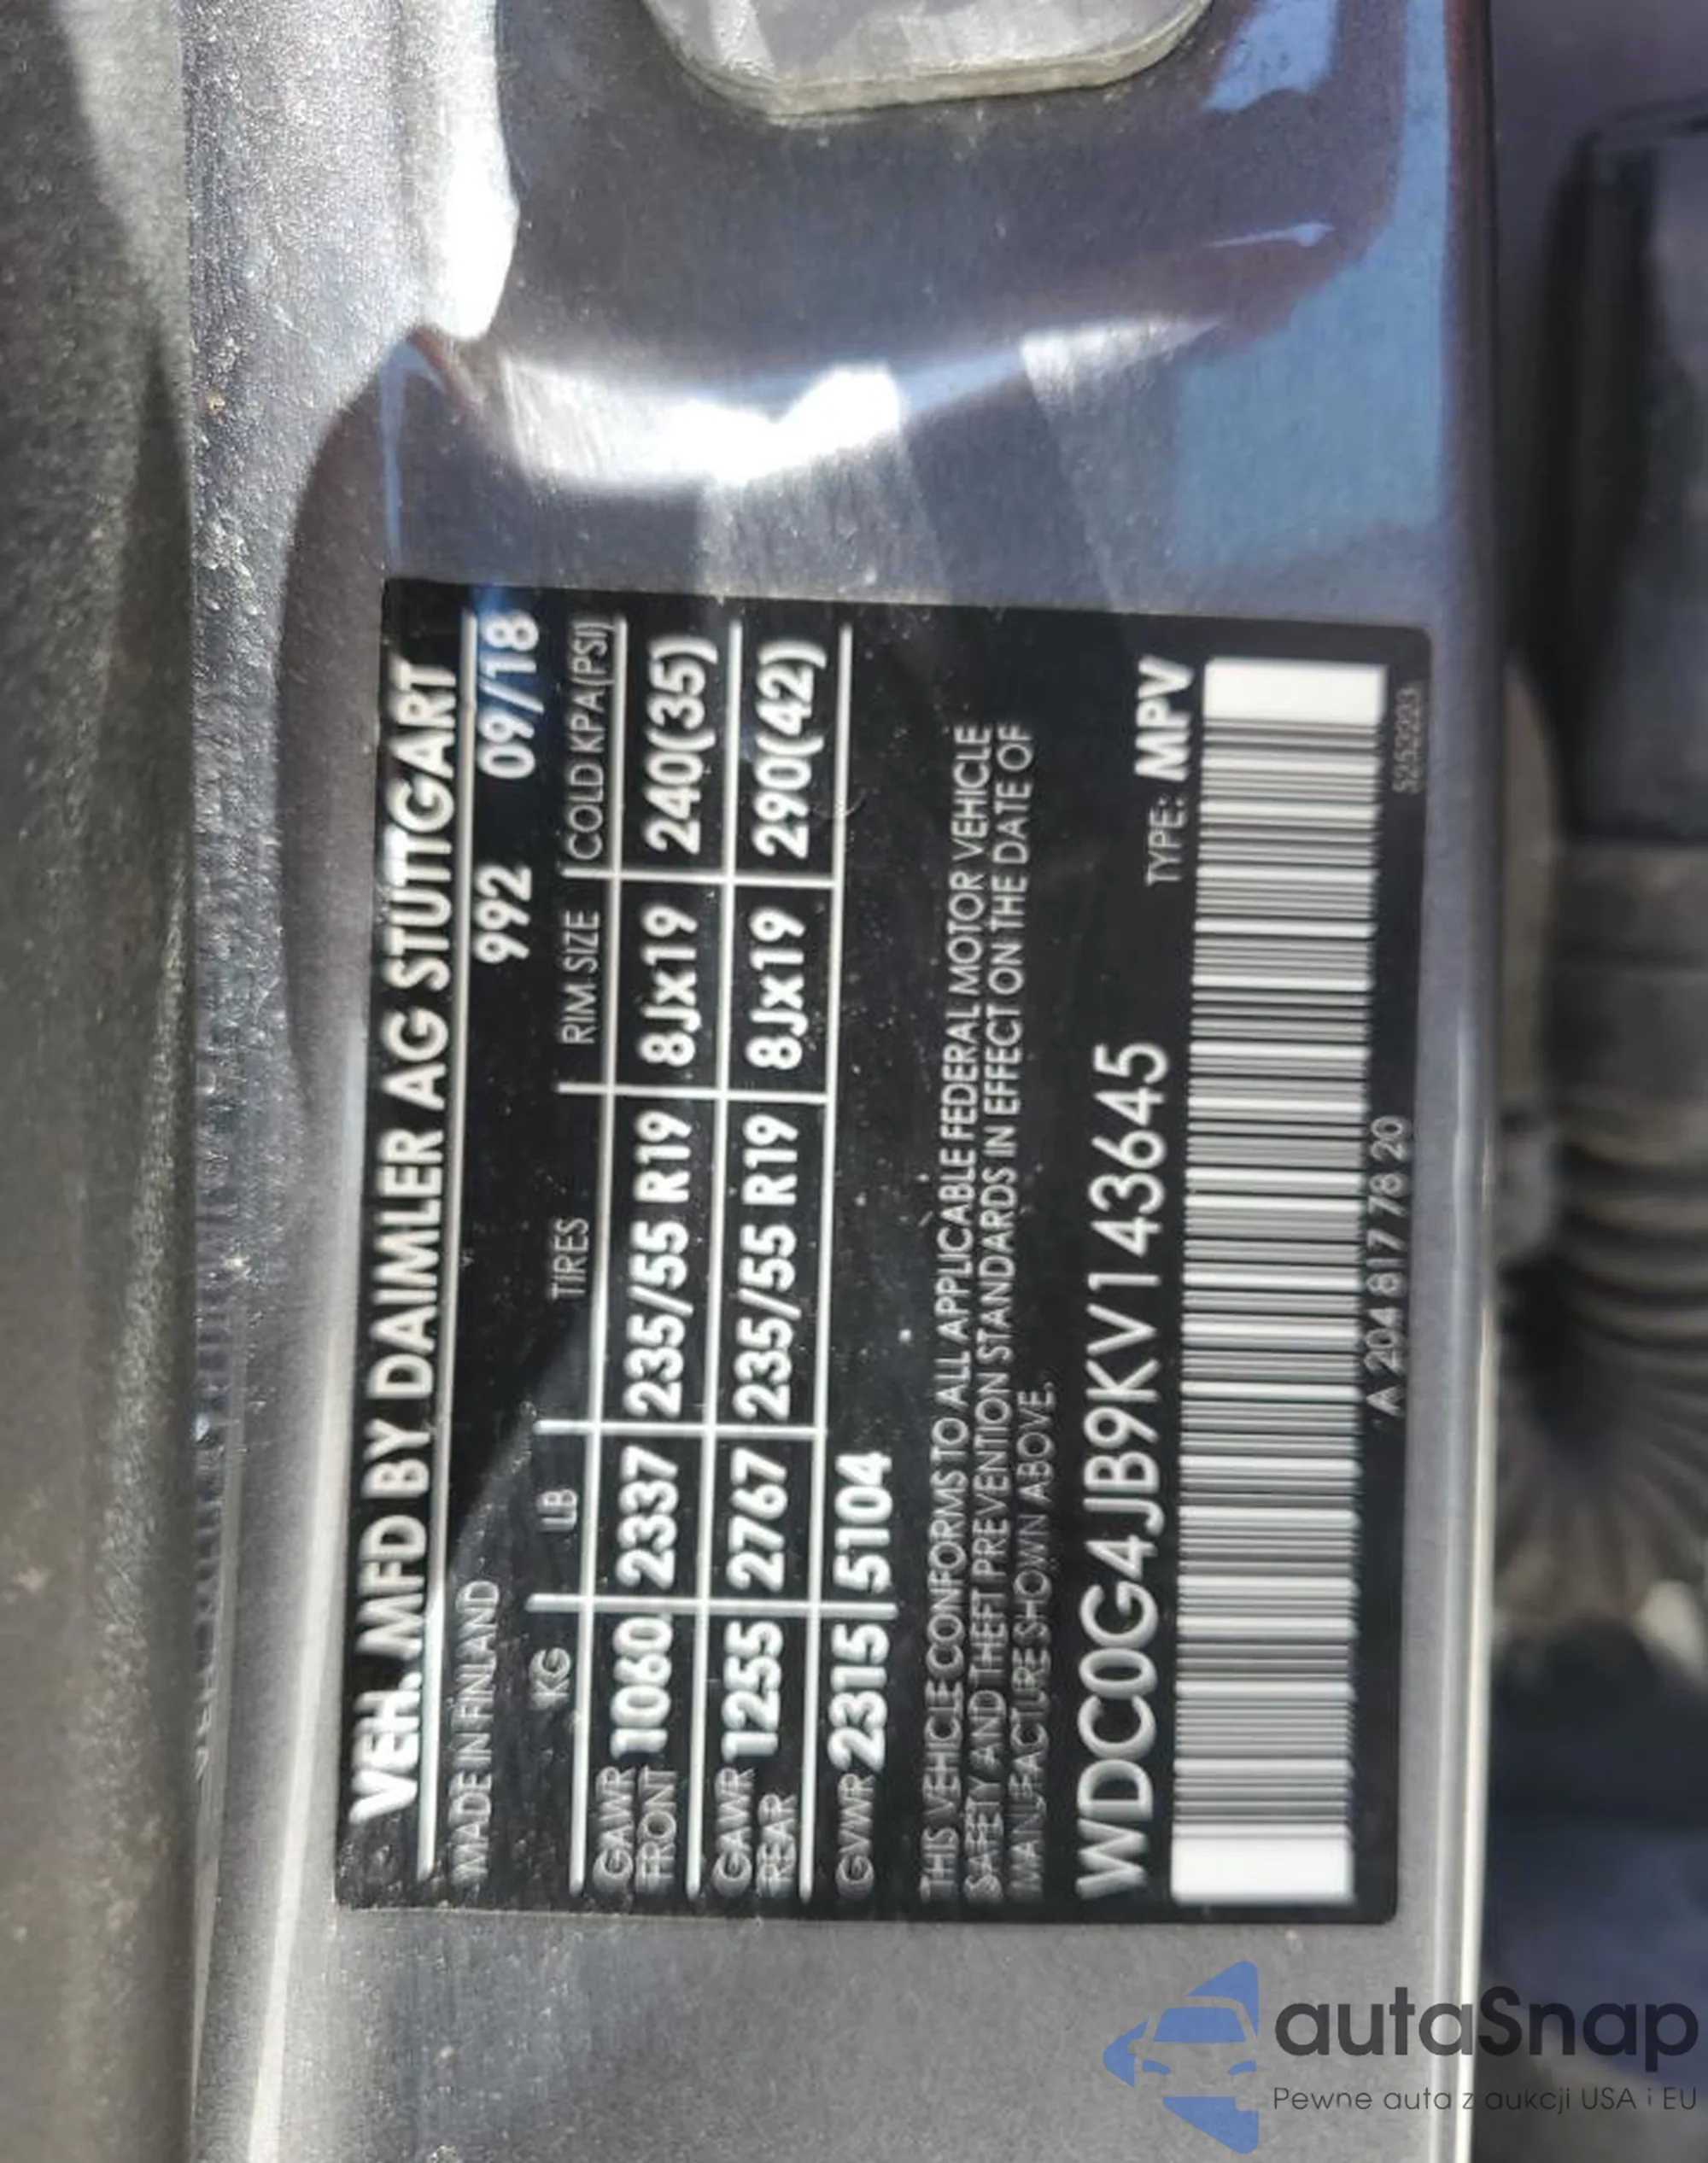 VEH. MFD BY DAIMLER AG STUTTGART
MADE IN FINLAND 992 09/18
KG LB TIRES RIM SIZE COLD KPA(PSI)
GAWR FRONT 1060 2337 235/55 R19 8Jx19 240(35)
GAWR REAR 1255 2767 235/55 R19 8Jx19 290(42)
GVWR 2315 5104
THIS VEHICLE CONFORMS TO ALL APPLICABLE FEDERAL MOTOR VEHICLE
SAFETY AND THEFT PREVENTION STANDARDS IN EFFECT ON THE DATE OF
MANUFACTURE SHOWN ABOVE.
WDC0G4JB9KV143645 TYPE: MPV
A 204 817 78 20 5252223
autaSnap
Pewne auta z aukcji USA i EU